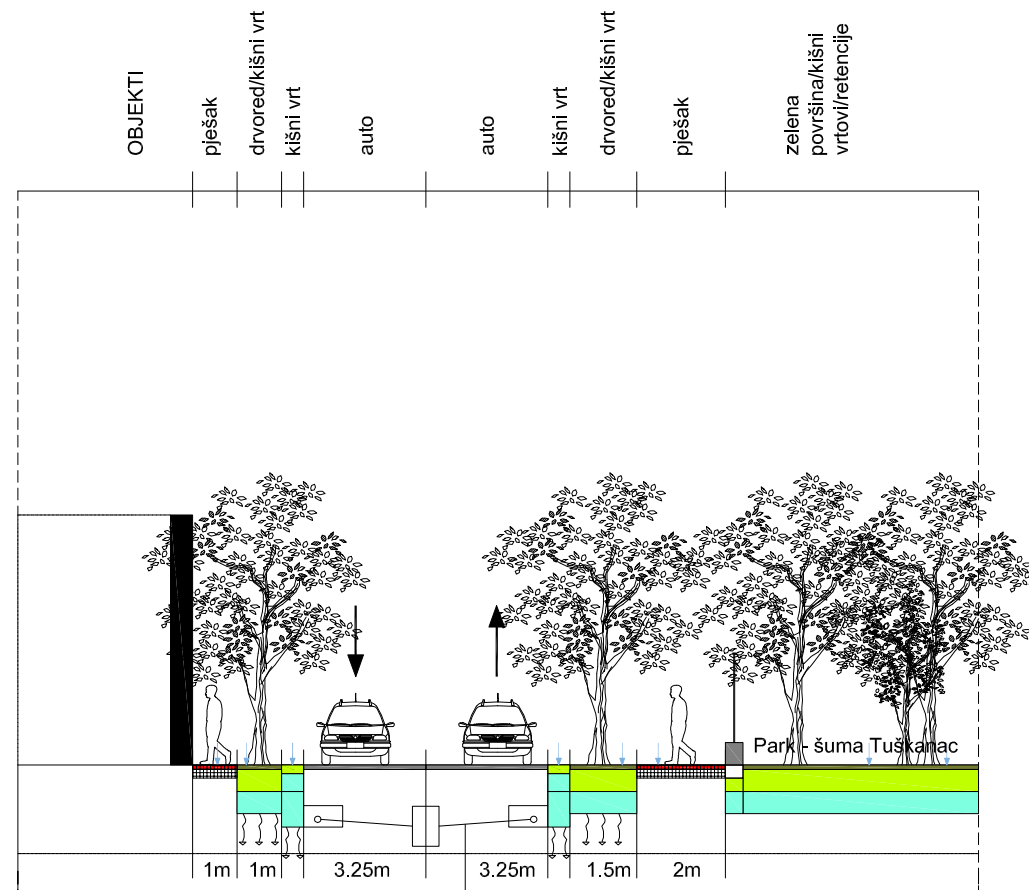 OBJEKTI
pješak
drvored/kišni vrt
kišni vrt
auto
auto
kišni vrt
drvored/kišni vrt
pješak
zelena
površina/kišni
vrtovi/retencije
Park - šuma Tuškanac
1m
1m
3.25m
3.25m
1.5m
2m